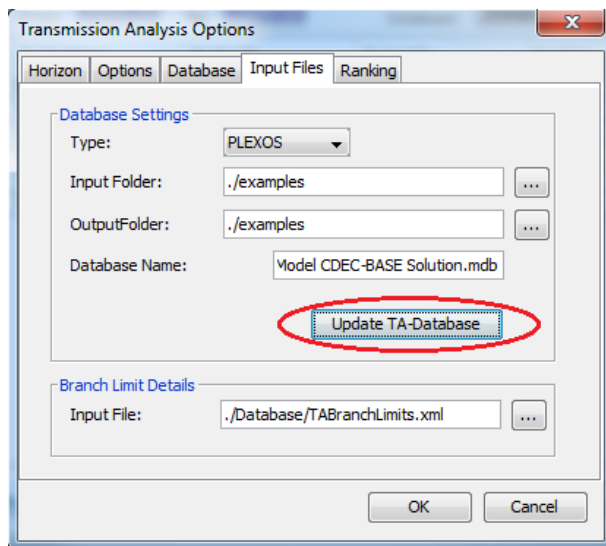 Transmission Analysis Options
Horizon Options Database Input Files Ranking
Database Settings
Type: PLEXOS
Input Folder: ./examples ...
OutputFolder: ./examples ...
Database Name: Model CDEC-BASE Solution.mdb
Update TA-Database
Branch Limit Details
Input File: ./Database/TABranchLimits.xml ...
OK Cancel